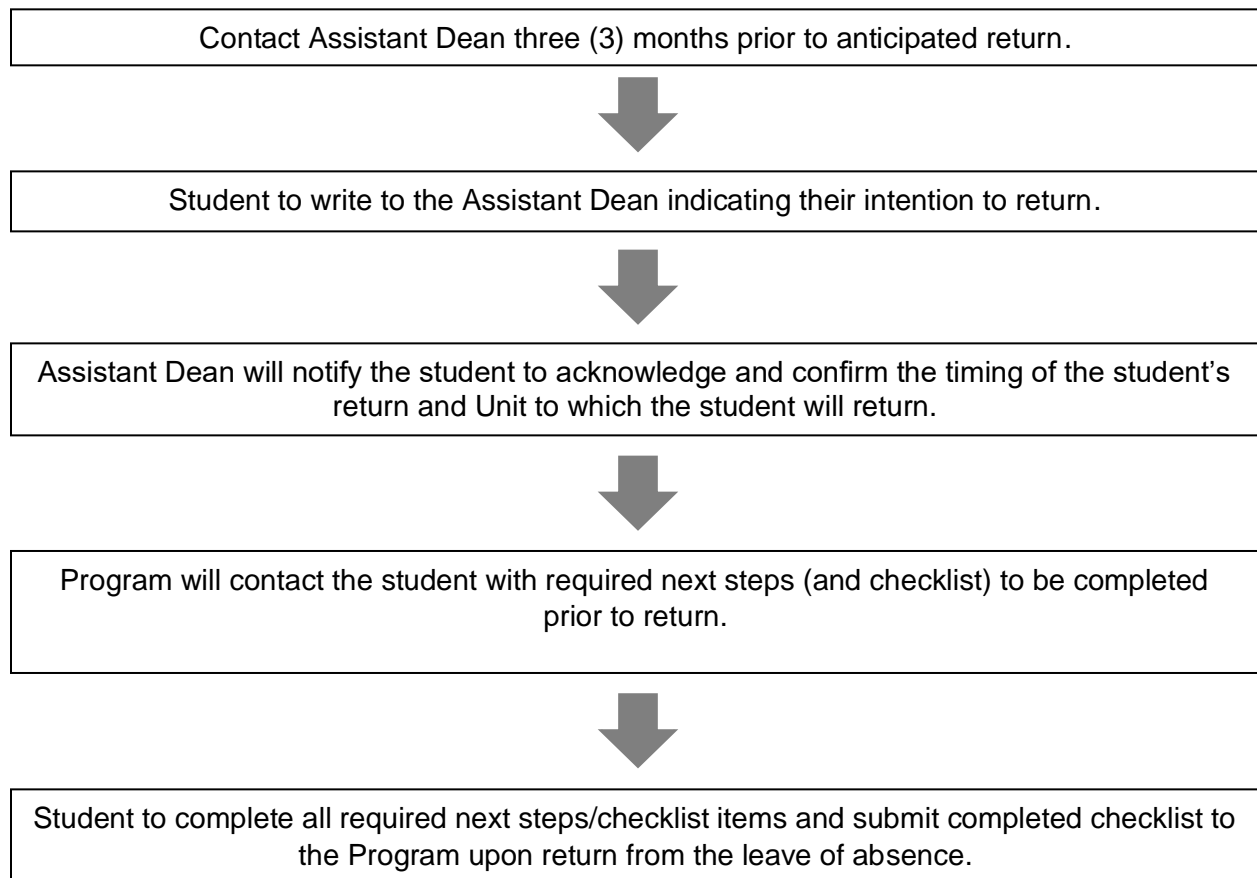 Contact Assistant Dean three (3) months prior to anticipated return.
Student to write to the Assistant Dean indicating their intention to return.
Assistant Dean will notify the student to acknowledge and confirm the timing of the student’s
return and Unit to which the student will return.
Program will contact the student with required next steps (and checklist) to be completed
prior to return.
Student to complete all required next steps/checklist items and submit completed checklist to
the Program upon return from the leave of absence.